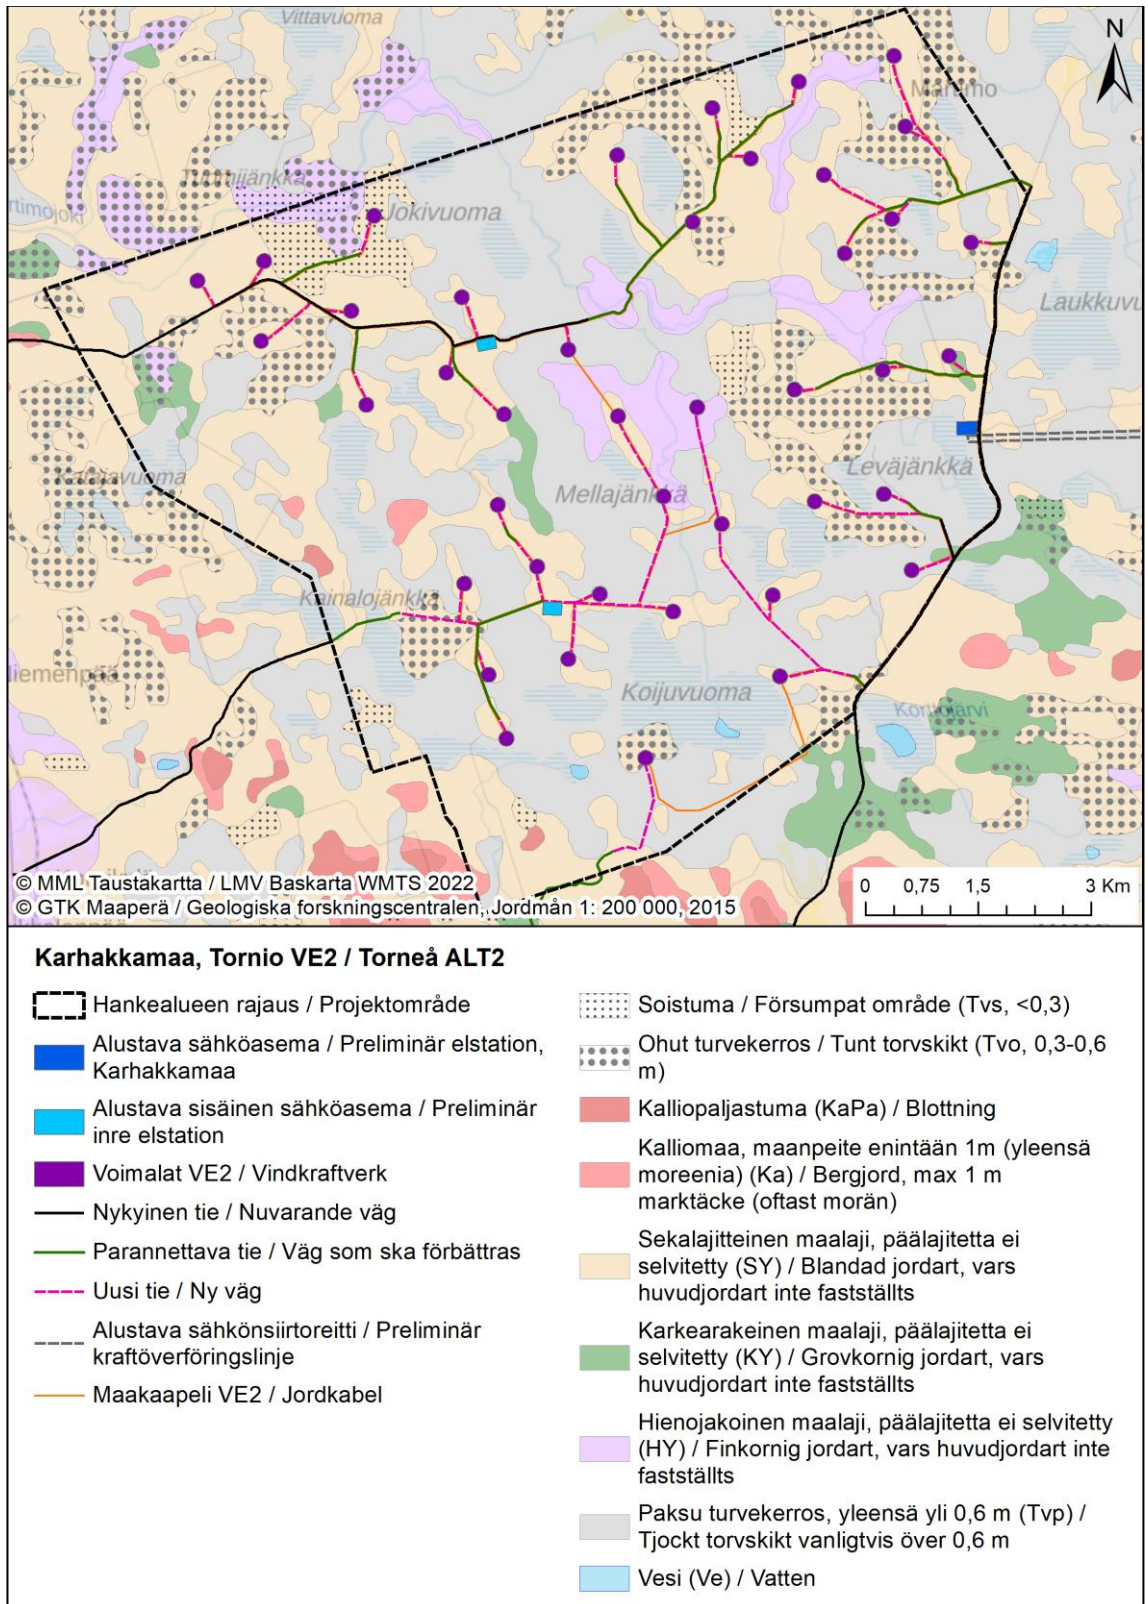 Vittavuoma
N
Martimo
Tuumijänkkä
rtimojoki
Jokivuoma
Laukkuvu
Leväjänkkä
Katajavuoma
Mellajänkkä
Kainalojänkkä
liemenpää
Koijuvuoma
Korttojärvi
© MML Taustakartta / LMV Baskarta WMTS 2022
© GTK Maaperä / Geologiska forskningscentralen, Jordmån 1: 200 000, 2015
0 0,75 1,5 3 Km
Karhakkamaa, Tornio VE2 / Torneå ALT2
Hankealueen rajaus / Projektområde
Alustava sähköasema / Preliminär elstation,
Karhakkamaa
Alustava sisäinen sähköasema / Preliminär
inre elstation
Voimalat VE2 / Vindkraftverk
Nykyinen tie / Nuvarande väg
Parannettava tie / Väg som ska förbättras
Uusi tie / Ny väg
Alustava sähkönsiirtoreitti / Preliminär
kraftöverföringslinje
Maakaapeli VE2 / Jordkabel
Soistuma / Försumpat område (Tvs, <0,3)
Ohut turvekerros / Tunt torvskikt (Tvo, 0,3-0,6
m)
Kalliopaljastuma (KaPa) / Blottning
Kalliomaa, maanpeite enintään 1m (yleensä
moreenia) (Ka) / Bergjord, max 1 m
marktäcke (oftast morän)
Sekalajitteinen maalaji, päälajitetta ei
selvitetty (SY) / Blandad jordart, vars
huvudjordart inte fastställts
Karkearakeinen maalaji, päälajitetta ei
selvitetty (KY) / Grovkornig jordart, vars
huvudjordart inte fastställts
Hienojakoinen maalaji, päälajitetta ei selvitetty
(HY) / Finkornig jordart, vars huvudjordart inte
fastställts
Paksu turvekerros, yleensä yli 0,6 m (Tvp) /
Tjockt torvskikt vanligtvis över 0,6 m
Vesi (Ve) / Vatten